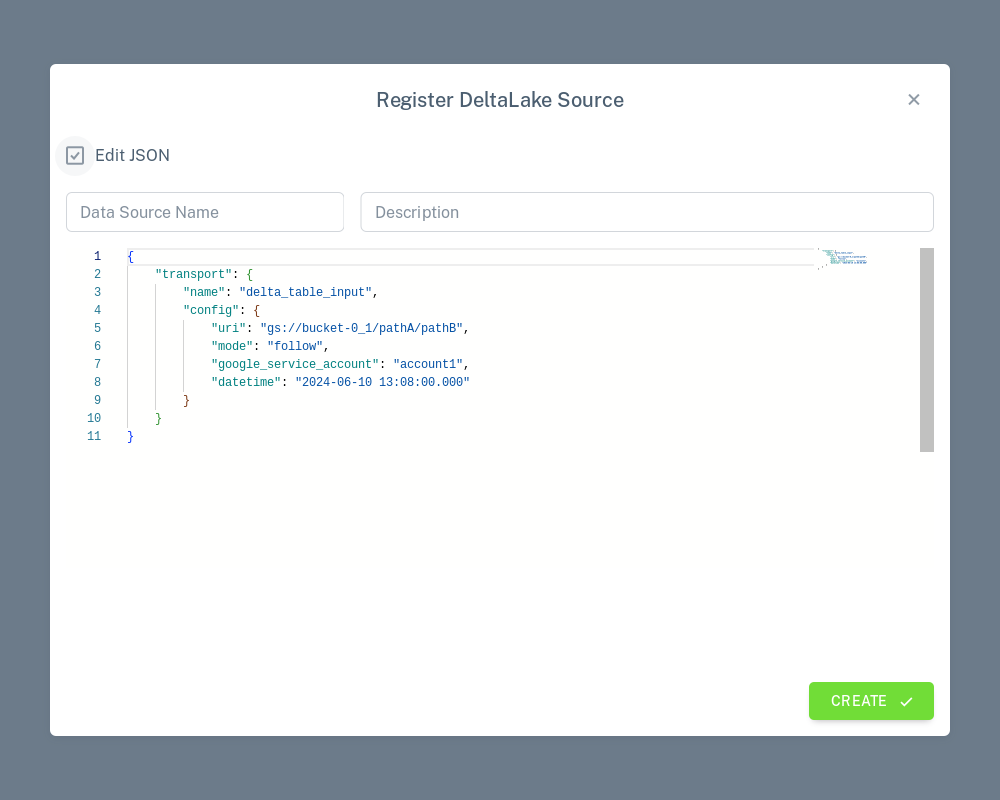 Register DeltaLake Source
Edit JSON
Data Source Name
Description
1 {
2     "transport": {
3         "name": "delta_table_input",
4         "config": {
5             "uri": "gs://bucket-0_1/pathA/pathB",
6             "mode": "follow",
7             "google_service_account": "account1",
8             "datetime": "2024-06-10 13:08:00.000"
9         }
10     }
11 }
CREATE